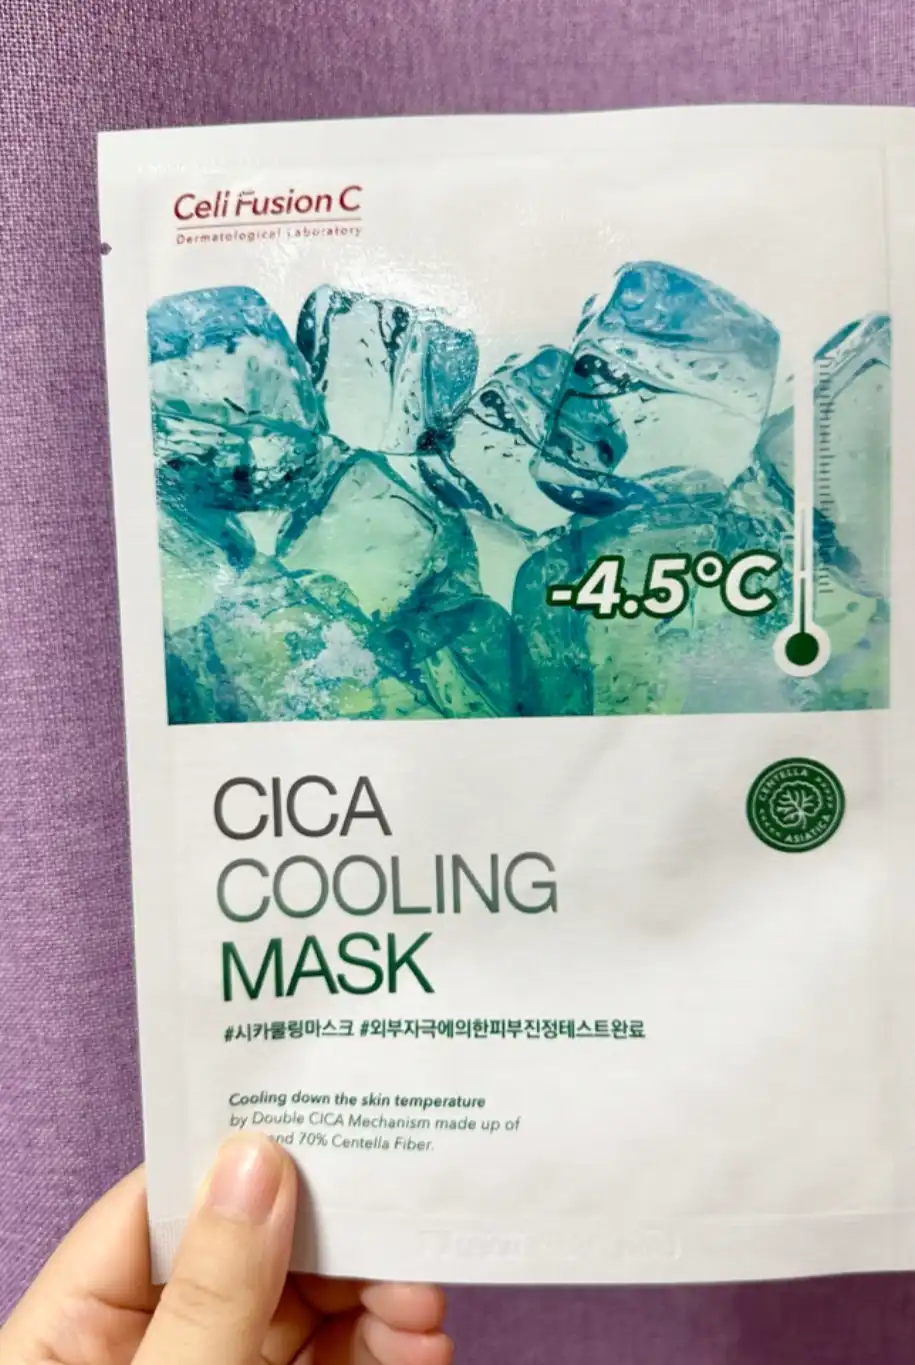 Cell Fusion C
Dermatological Laboratory
-4.5°C
CENTELLA
ASIATICA
CICA
COOLING
MASK
#시카쿨링마스크 #외부자극에의한피부진정테스트완료
Cooling down the skin temperature
by Double CICA Mechanism made up of
and 70% Centella Fiber.